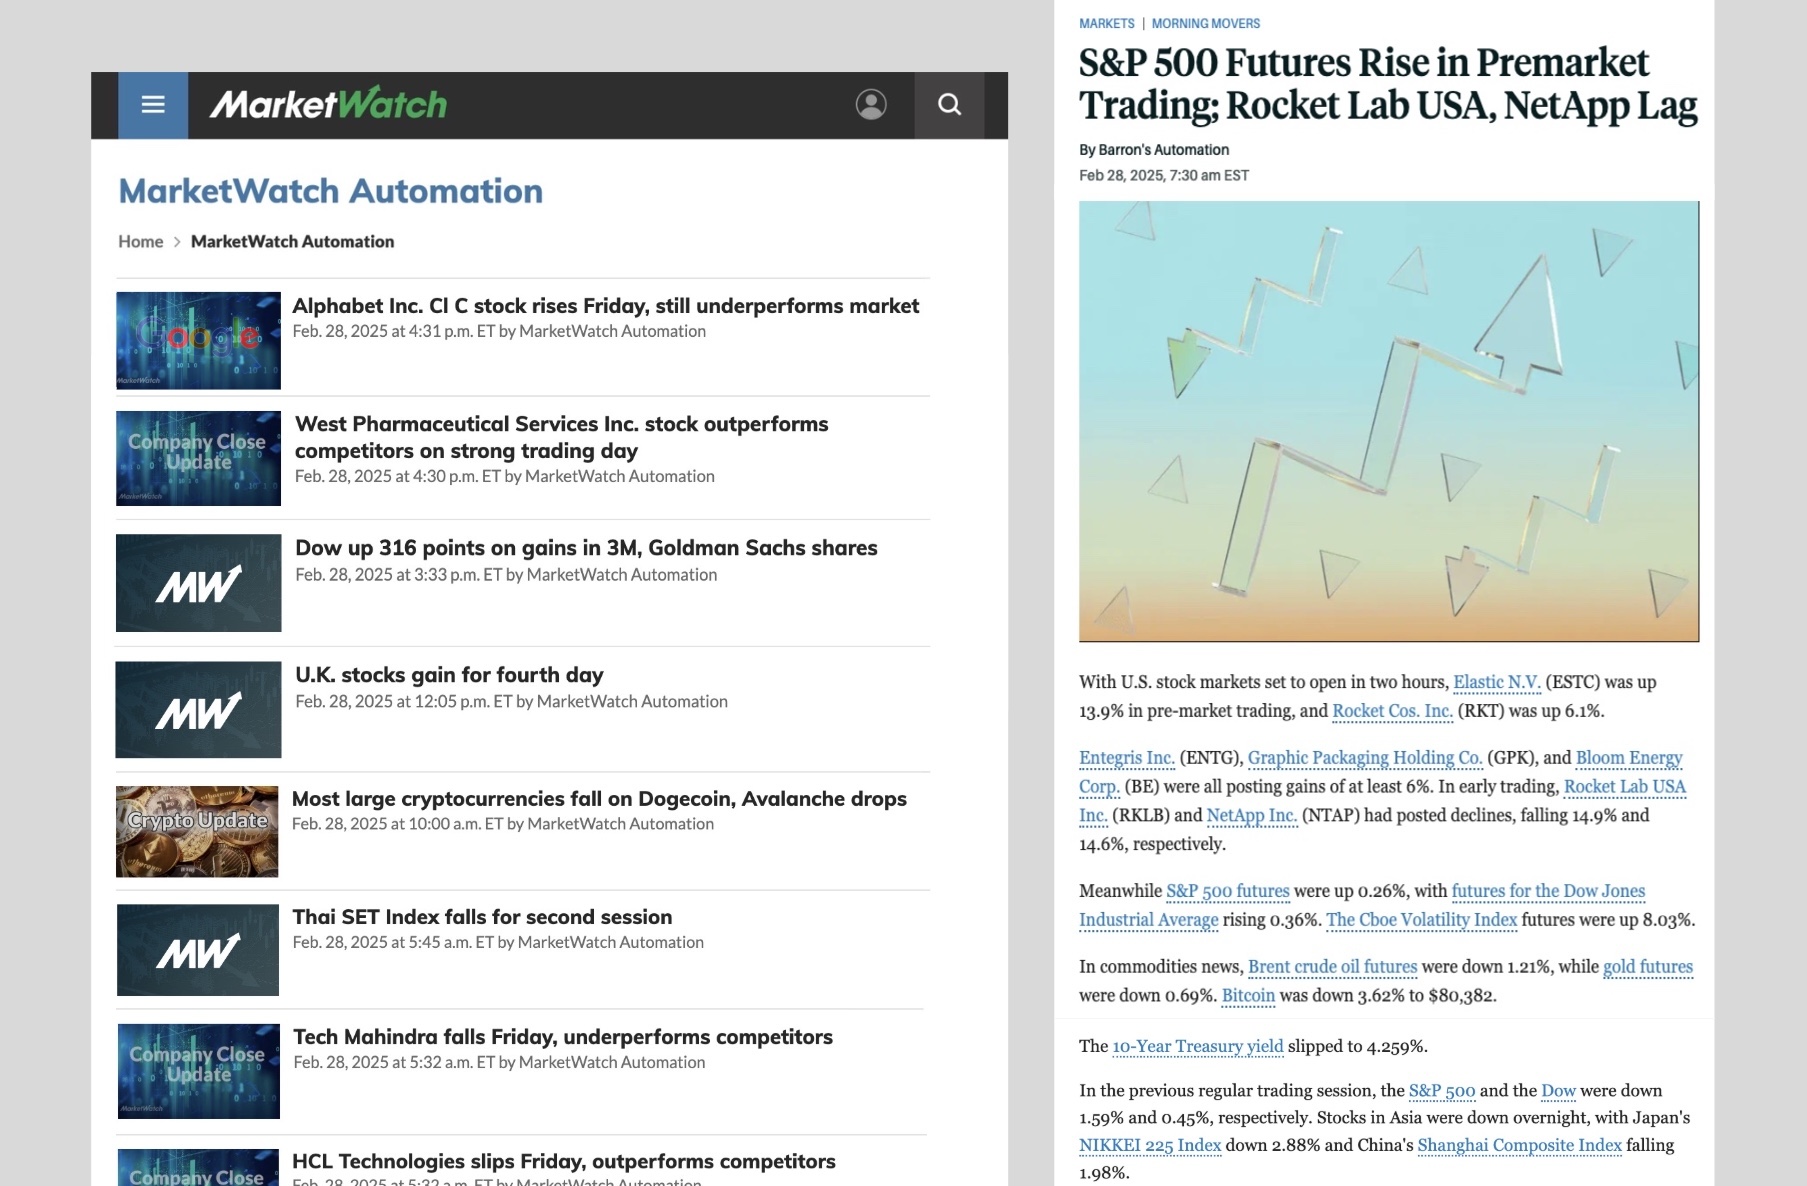 MarketWatch
MarketWatch Automation
Home > MarketWatch Automation
Google
MarketWatch
Alphabet Inc. Cl C stock rises Friday, still underperforms market
Feb. 28, 2025 at 4:31 p.m. ET by MarketWatch Automation
Company Close
Update
MarketWatch
West Pharmaceutical Services Inc. stock outperforms
competitors on strong trading day
Feb. 28, 2025 at 4:30 p.m. ET by MarketWatch Automation
MW
Dow up 316 points on gains in 3M, Goldman Sachs shares
Feb. 28, 2025 at 3:33 p.m. ET by MarketWatch Automation
MW
U.K. stocks gain for fourth day
Feb. 28, 2025 at 12:05 p.m. ET by MarketWatch Automation
Crypto Update
Most large cryptocurrencies fall on Dogecoin, Avalanche drops
Feb. 28, 2025 at 10:00 a.m. ET by MarketWatch Automation
MW
Thai SET Index falls for second session
Feb. 28, 2025 at 5:45 a.m. ET by MarketWatch Automation
Company Close
Update
MarketWatch
Tech Mahindra falls Friday, underperforms competitors
Feb. 28, 2025 at 5:32 a.m. ET by MarketWatch Automation
Company Close
HCL Technologies slips Friday, outperforms competitors
Feb. 28, 2025 at 5:32 a.m. ET by MarketWatch Automation
MARKETS | MORNING MOVERS
S&P 500 Futures Rise in Premarket
Trading; Rocket Lab USA, NetApp Lag
By Barron's Automation
Feb 28, 2025, 7:30 am EST
With U.S. stock markets set to open in two hours, Elastic N.V. (ESTC) was up
13.9% in pre-market trading, and Rocket Cos. Inc. (RKT) was up 6.1%.
Entegris Inc. (ENTG), Graphic Packaging Holding Co. (GPK), and Bloom Energy
Corp. (BE) were all posting gains of at least 6%. In early trading, Rocket Lab USA
Inc. (RKLB) and NetApp Inc. (NTAP) had posted declines, falling 14.9% and
14.6%, respectively.
Meanwhile S&P 500 futures were up 0.26%, with futures for the Dow Jones
Industrial Average rising 0.36%. The Cboe Volatility Index futures were up 8.03%.
In commodities news, Brent crude oil futures were down 1.21%, while gold futures
were down 0.69%. Bitcoin was down 3.62% to $80,382.
The 10-Year Treasury yield slipped to 4.259%.
In the previous regular trading session, the S&P 500 and the Dow were down
1.59% and 0.45%, respectively. Stocks in Asia were down overnight, with Japan's
NIKKEI 225 Index down 2.88% and China's Shanghai Composite Index falling
1.98%.